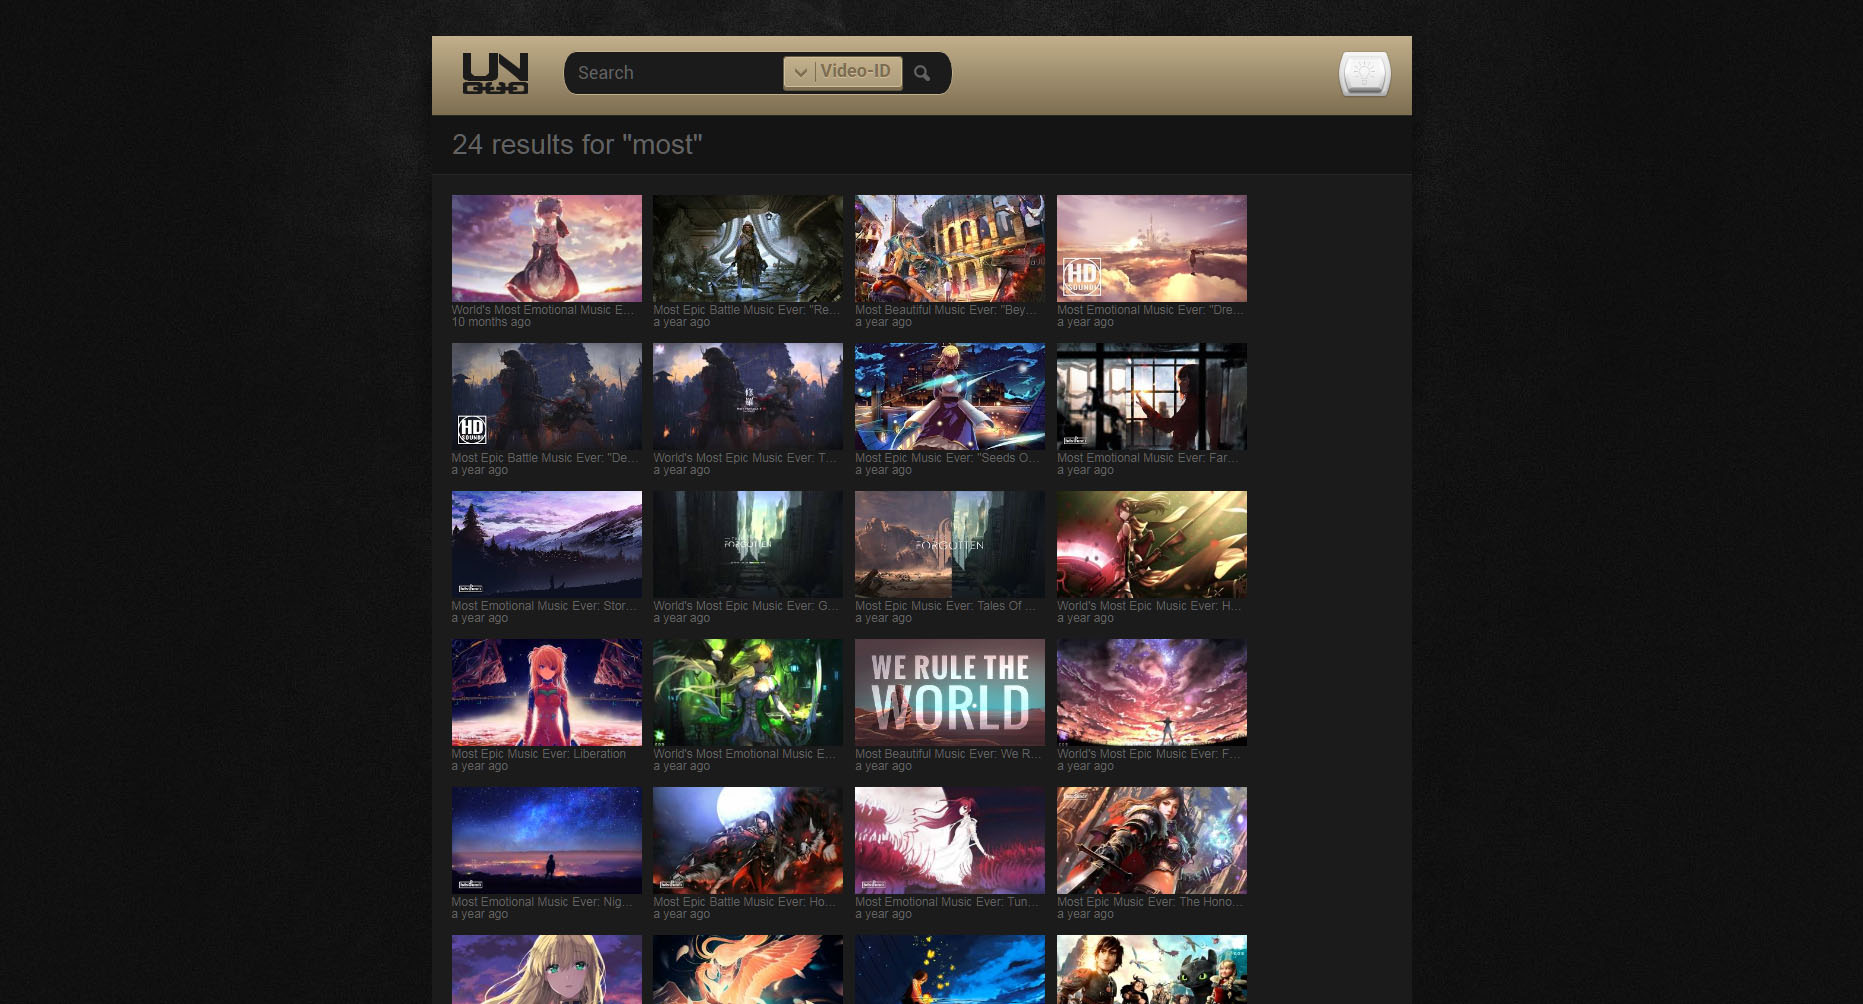 UN
Search
Video-ID
24 results for "most"
World's Most Emotional Music E...
10 months ago
Most Epic Battle Music Ever: "Re...
a year ago
Most Beautiful Music Ever: "Bey...
a year ago
HD
SOUND!
Most Emotional Music Ever: "Dre...
a year ago
HD
SOUND!
Most Epic Battle Music Ever: "De...
a year ago
World's Most Epic Music Ever: T...
a year ago
Most Epic Music Ever: "Seeds O...
a year ago
Most Emotional Music Ever: Far...
a year ago
Most Emotional Music Ever: Stor...
a year ago
FORGOTTEN
World's Most Epic Music Ever: G...
a year ago
FORGOTTEN
Most Epic Music Ever: Tales Of ...
a year ago
World's Most Epic Music Ever: H...
a year ago
Most Epic Music Ever: Liberation
a year ago
World's Most Emotional Music E...
a year ago
WE RULE THE
WORLD
Most Beautiful Music Ever: We R...
a year ago
World's Most Epic Music Ever: F...
a year ago
Most Emotional Music Ever: Nig...
a year ago
Most Epic Battle Music Ever: Ho...
a year ago
Most Emotional Music Ever: Tun...
a year ago
Most Epic Music Ever: The Hono...
a year ago